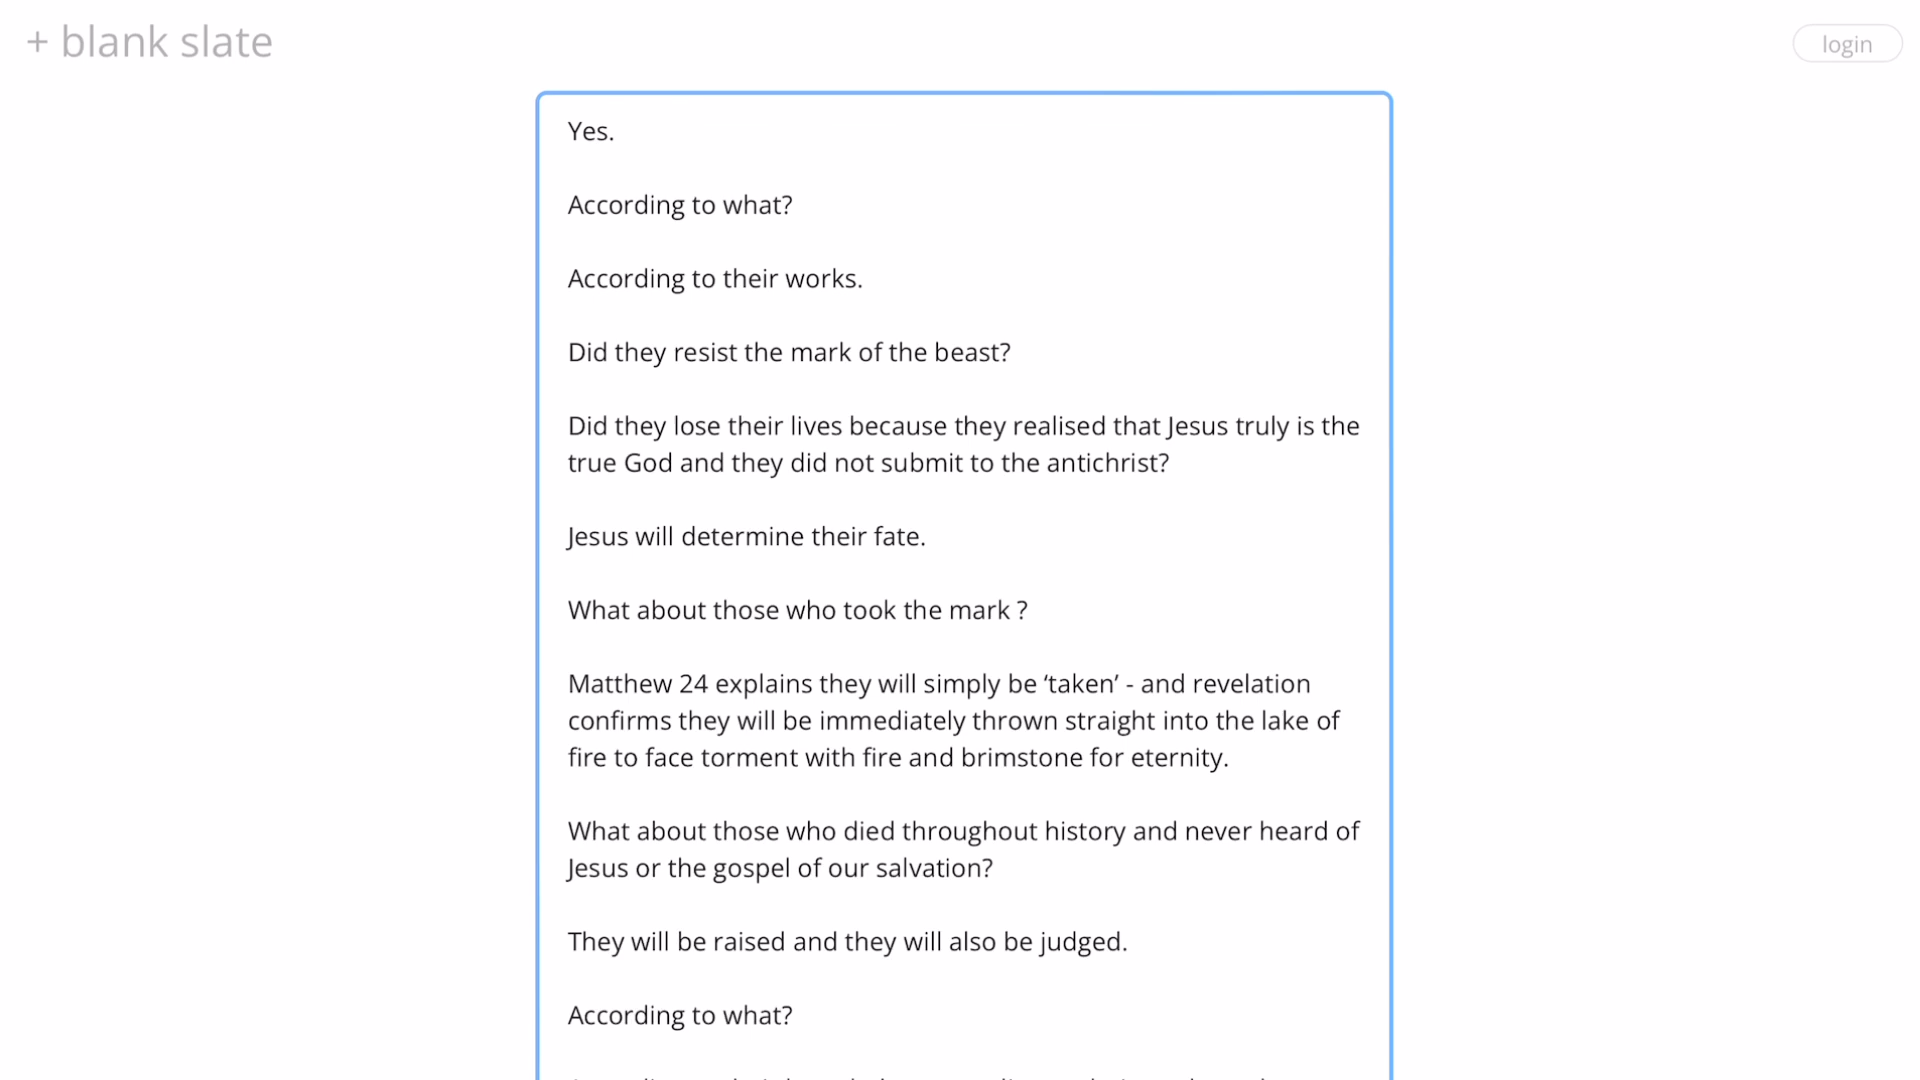 + blank slate
login
Yes.
According to what?
According to their works.
Did they resist the mark of the beast?
Did they lose their lives because they realised that Jesus truly is the
true God and they did not submit to the antichrist?
Jesus will determine their fate.
What about those who took the mark ?
Matthew 24 explains they will simply be ‘taken’ - and revelation
confirms they will be immediately thrown straight into the lake of
fire to face torment with fire and brimstone for eternity.
What about those who died throughout history and never heard of
Jesus or the gospel of our salvation?
They will be raised and they will also be judged.
According to what?